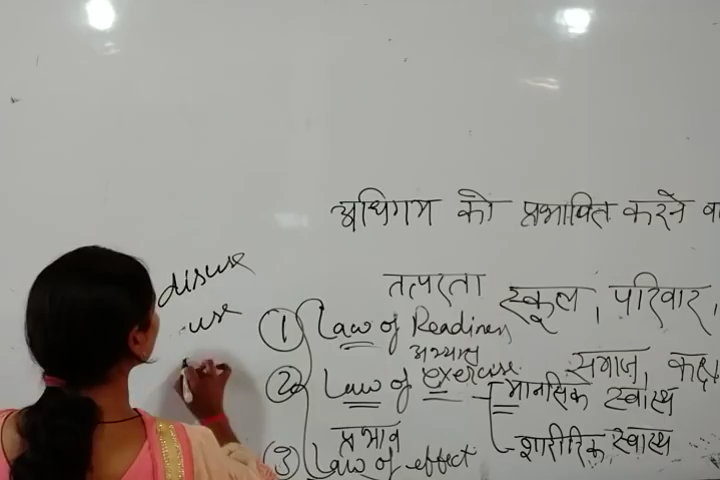 अधिगम को प्रभावित करने
तत्परता स्कूल, परिवार,
disuse
use
① Law of Readiness
अभ्यास समाज, कक्षा
② Law of exercise मानसिक स्वास्थ
प्रभाव शारीरिक स्वास्थ
③ Law of effect